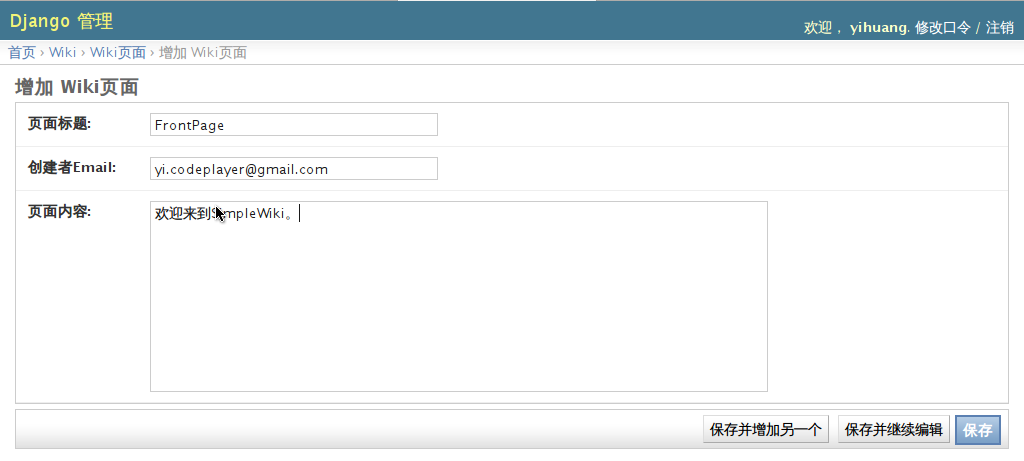 Django 管理
欢迎， yihuang. 修改口令 / 注销
首页 › Wiki › Wiki页面 › 增加 Wiki页面
增加 Wiki页面
页面标题: FrontPage
创建者Email: yi.codeplayer@gmail.com
页面内容: 欢迎来到SimpleWiki。
保存并增加另一个 保存并继续编辑 保存